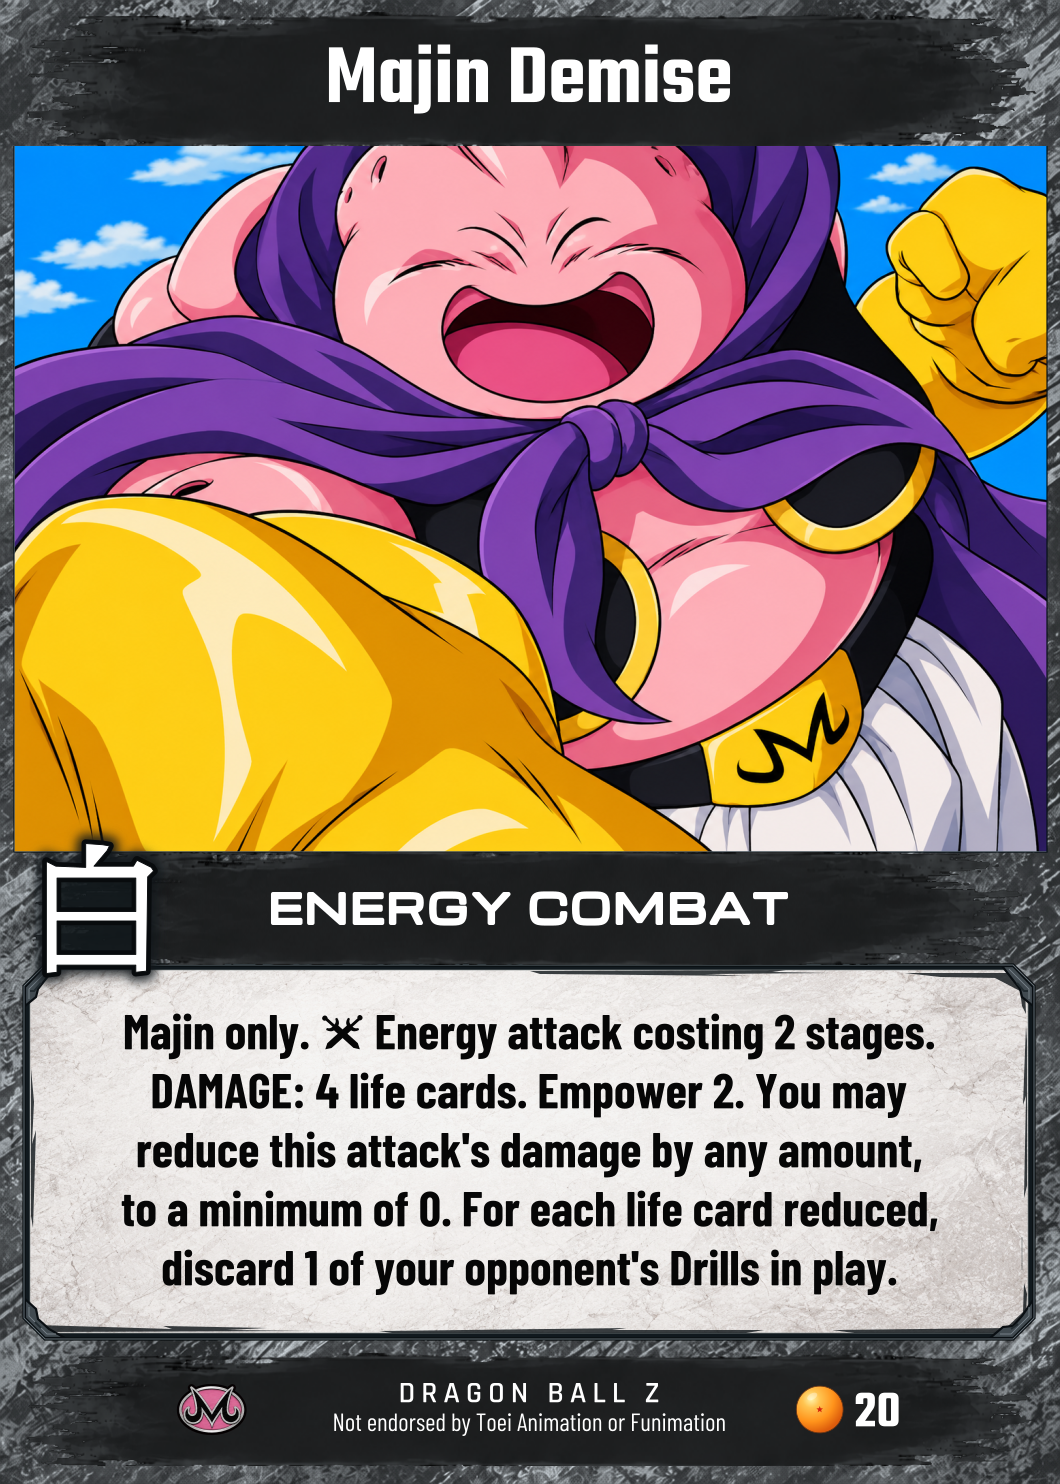 Majin Demise
白
ENERGY COMBAT
Majin only. Energy attack costing 2 stages.
DAMAGE: 4 life cards. Empower 2. You may
reduce this attack's damage by any amount,
to a minimum of 0. For each life card reduced,
discard 1 of your opponent's Drills in play.
DRAGON BALL Z
Not endorsed by Toei Animation or Funimation
20